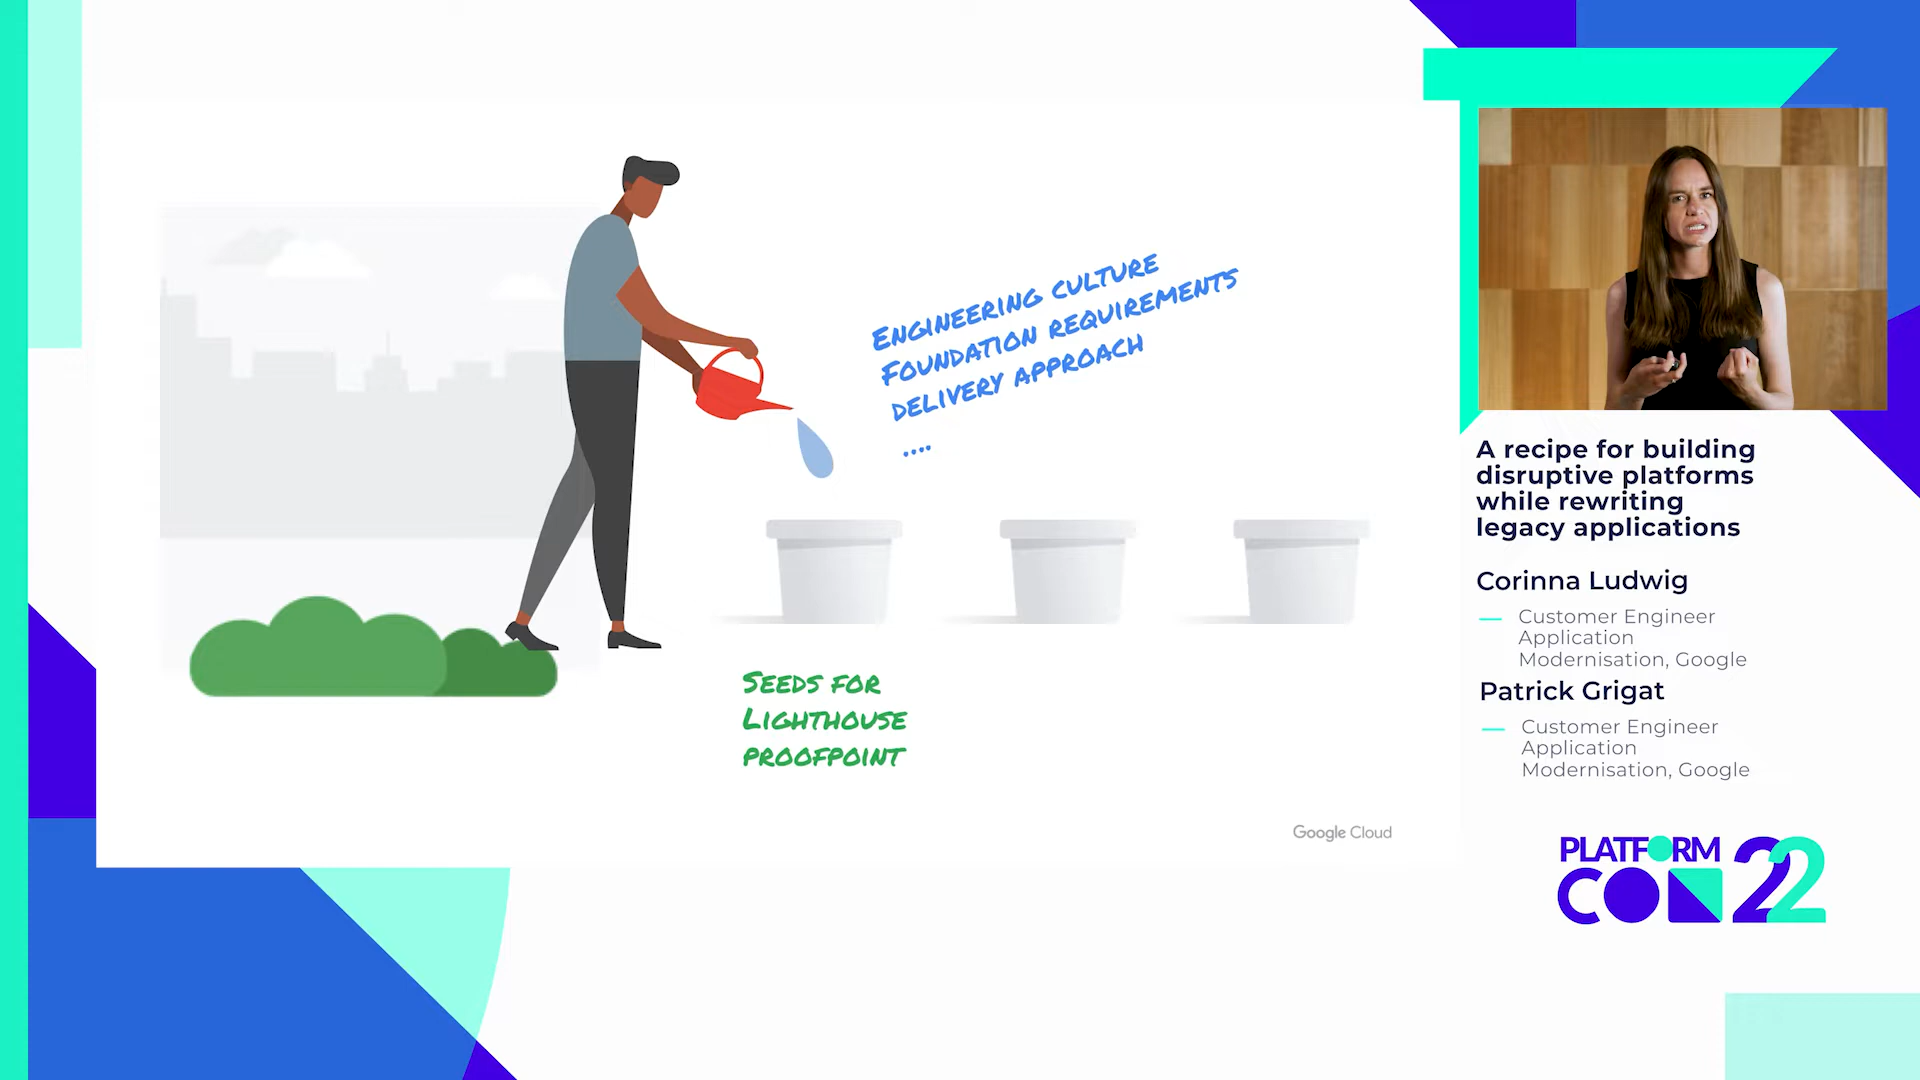 ENGINEERING CULTURE
FOUNDATION REQUIREMENTS
DELIVERY APPROACH
....
SEEDS FOR
LIGHTHOUSE
PROOFPOINT
Google Cloud
A recipe for building
disruptive platforms
while rewriting
legacy applications
Corinna Ludwig
Customer Engineer
Application
Modernisation, Google
Patrick Grigat
Customer Engineer
Application
Modernisation, Google
PLATFORM
CON 22